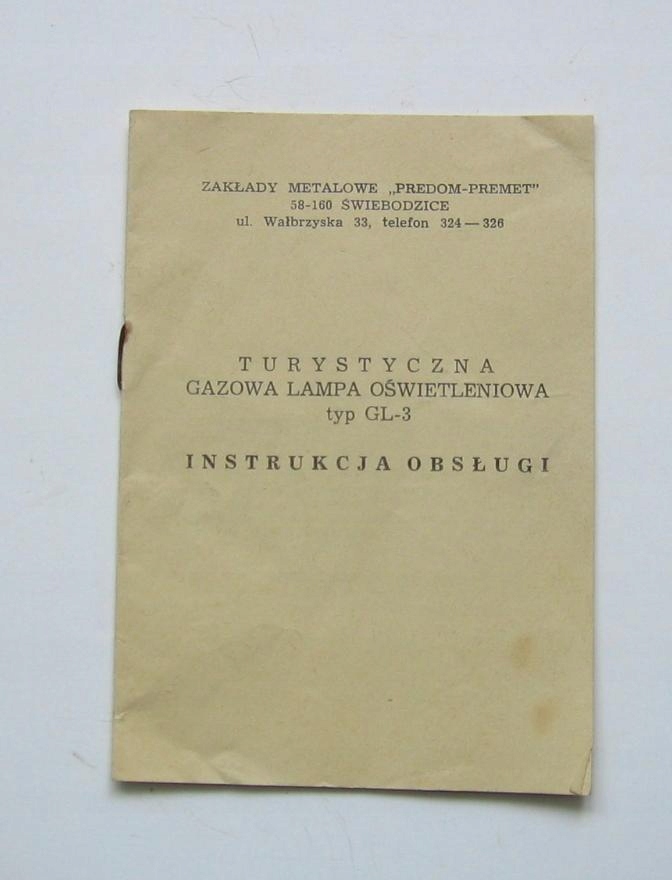 ZAKŁADY METALOWE „PREDOM-PREMET”
58-160 ŚWIEBODZICE
ul. Wałbrzyska 33, telefon 324 — 326
TURYSTYCZNA
GAZOWA LAMPA OŚWIETLENIOWA
typ GL-3
INSTRUKCJA OBSŁUGI